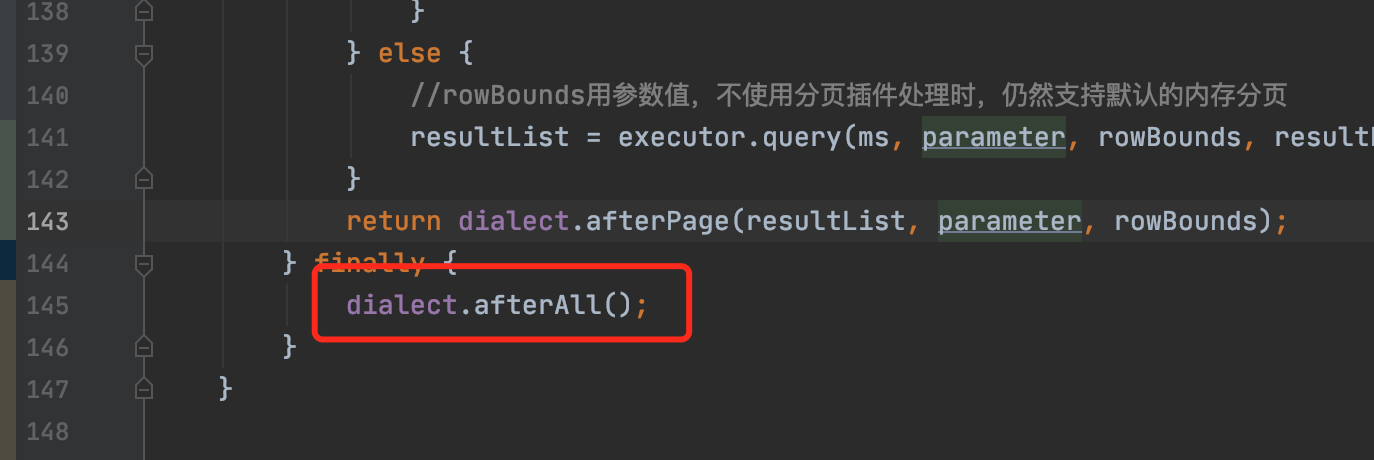 138 }
139 } else {
140 //rowBounds用参数值，不使用分页插件处理时，仍然支持默认的内存分页
141 resultList = executor.query(ms, parameter, rowBounds,
142 }
143 return dialect.afterPage(resultList, parameter, rowBounds);
144 } finally {
145 dialect.afterAll();
146 }
147 }
148